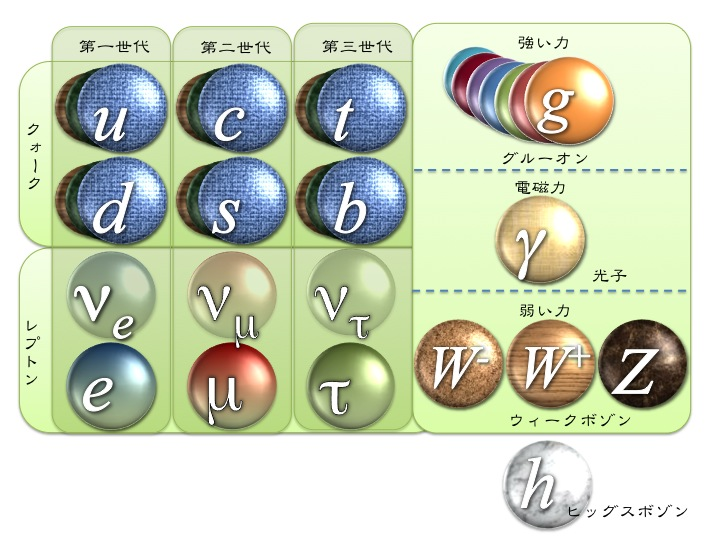 第一世代
第二世代
第三世代
クォーク
u
c
t
d
s
b
レプトン
νe
νμ
ντ
e
μ
τ
強い力
g
グルーオン
電磁力
γ
光子
弱い力
W-
W+
Z
ウィークボゾン
h
ヒッグスボゾン